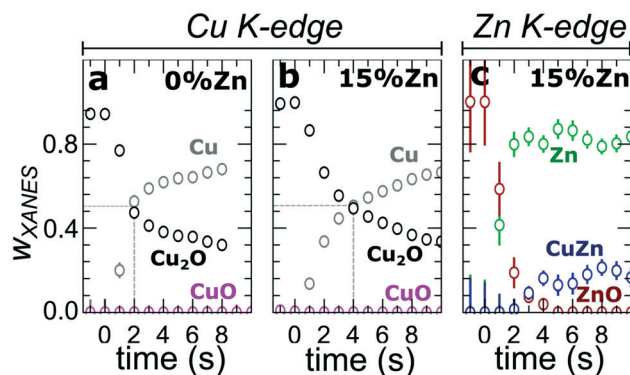 Cu K-edge Zn K-edge
a 0%Zn b 15%Zn c 15%Zn
0.8
0.4
0.0
w_XANES
Cu Cu Zn
Cu₂O Cu₂O CuZn
CuO CuO ZnO
0 2 4 6 8 0 2 4 6 8 0 2 4 6 8
time (s) time (s) time (s)